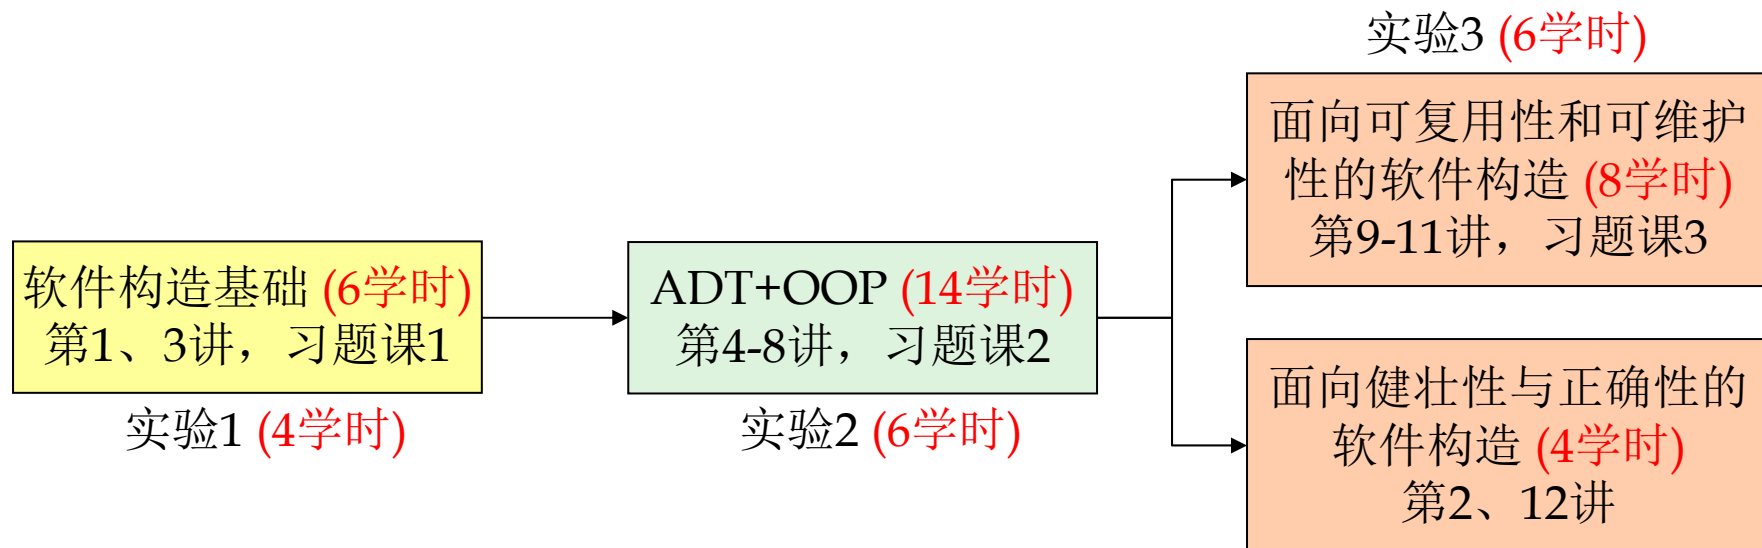 软件构造基础 (6学时)
第1、3讲，习题课1
实验1 (4学时)
ADT+OOP (14学时)
第4-8讲，习题课2
实验2 (6学时)
实验3 (6学时)
面向可复用性和可维护
性的软件构造 (8学时)
第9-11讲，习题课3
面向健壮性与正确性的
软件构造 (4学时)
第2、12讲